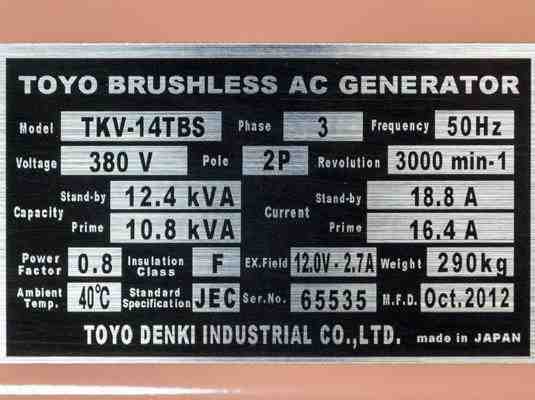 TOYO BRUSHLESS AC GENERATOR
Model TKV-14TBS Phase 3 Frequency 50Hz
Voltage 380 V Pole 2P Revolution 3000 min-1
Capacity Stand-by 12.4 kVA Current Stand-by 18.8 A
Prime 10.8 kVA Prime 16.4 A
Power Factor 0.8 Insulation Class F EX.Field 12.0V-2.7A Weight 290kg
Ambient Temp. 40°C Standard Specification JEC Ser.No. 65535 M.F.D. Oct.2012
TOYO DENKI INDUSTRIAL CO.,LTD. made in JAPAN